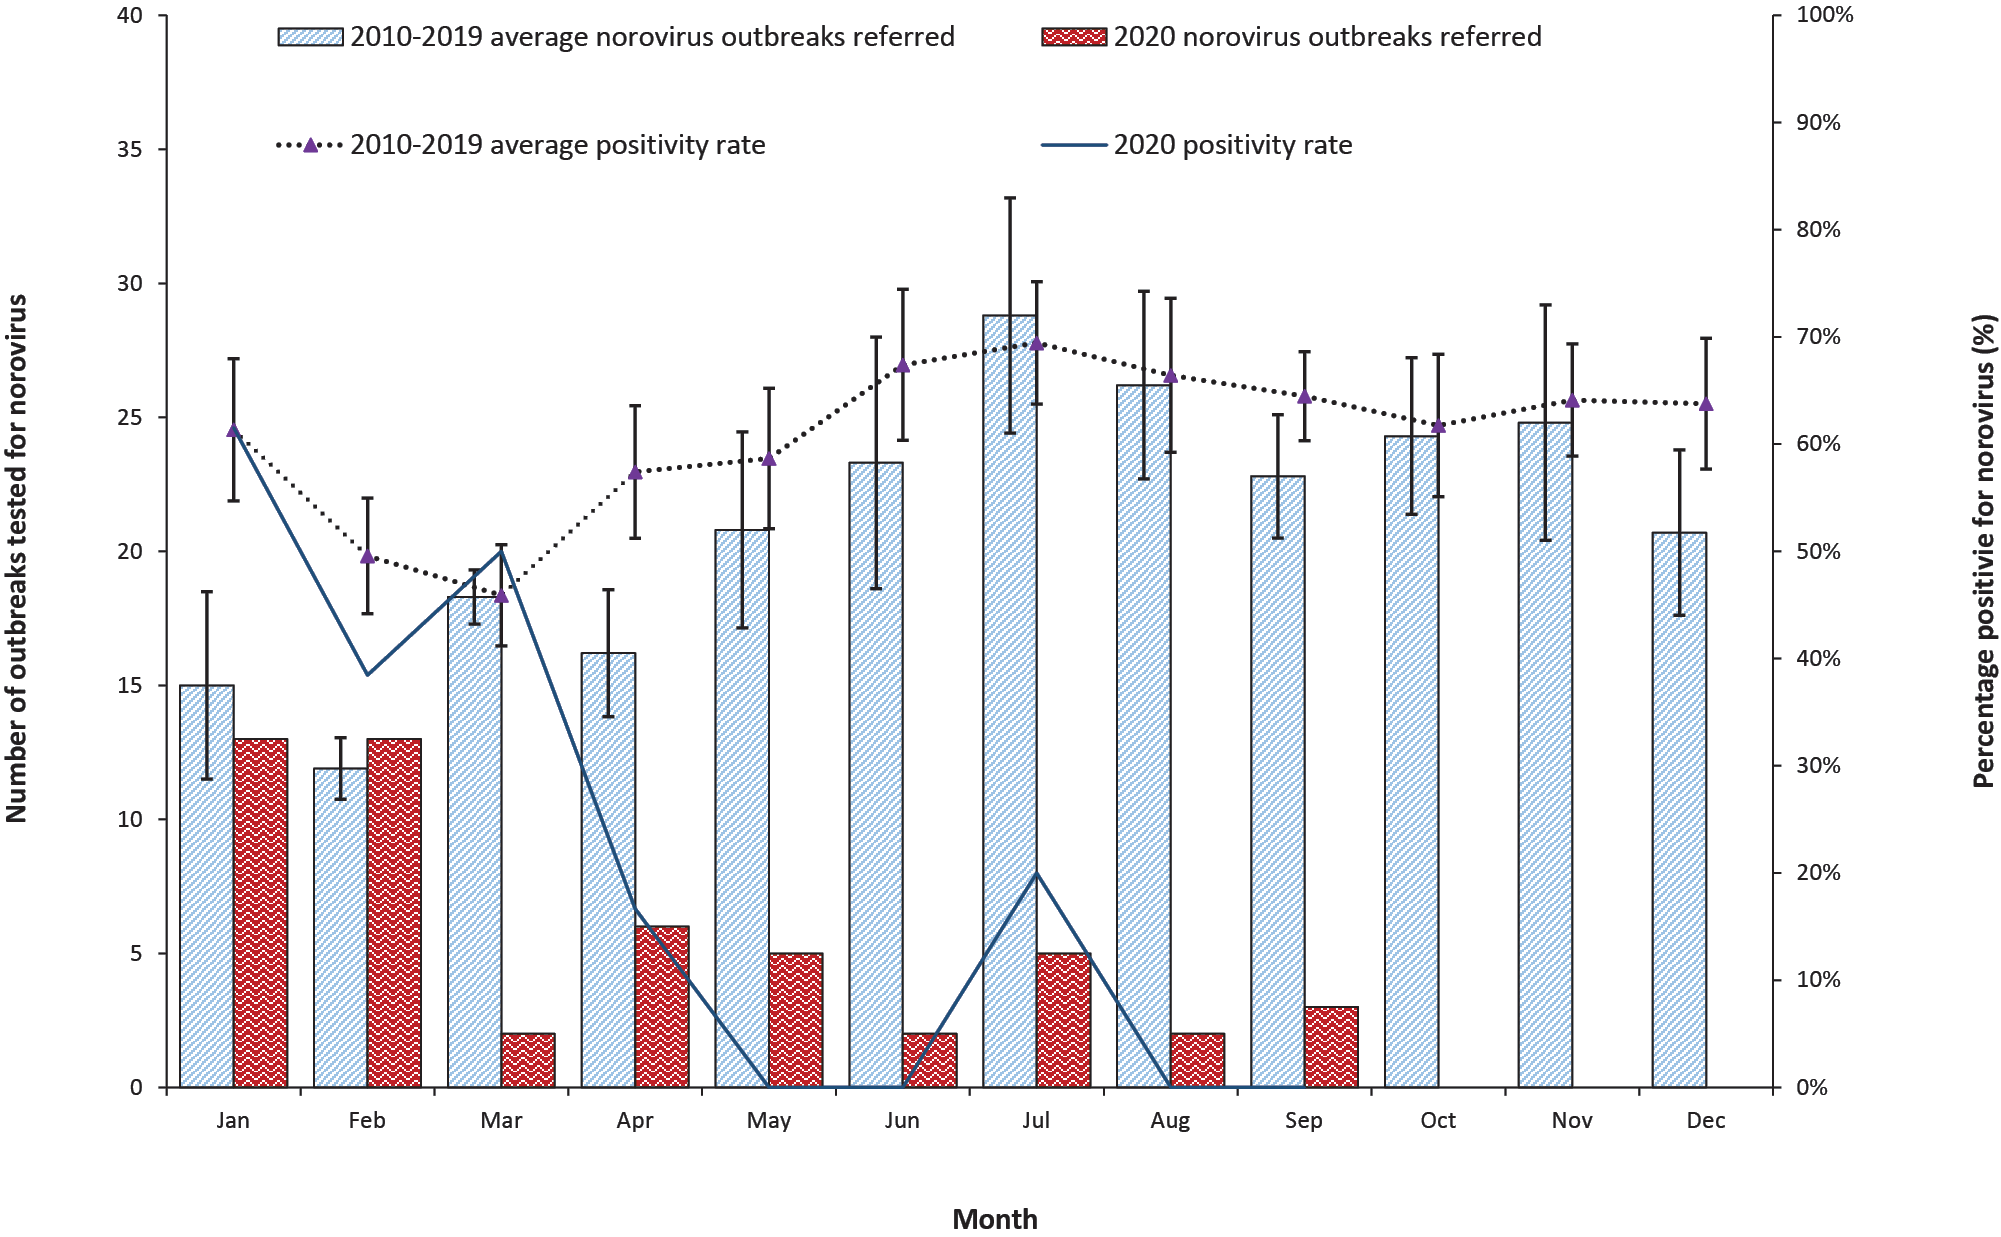 2010-2019 average norovirus outbreaks referred
2020 norovirus outbreaks referred
2010-2019 average positivity rate
2020 positivity rate
Number of outbreaks tested for norovirus
40
35
30
25
20
15
10
5
0
100%
90%
80%
70%
60%
50%
40%
30%
20%
10%
0%
Percentage positivie for norovirus (%)
Jan Feb Mar Apr May Jun Jul Aug Sep Oct Nov Dec
Month